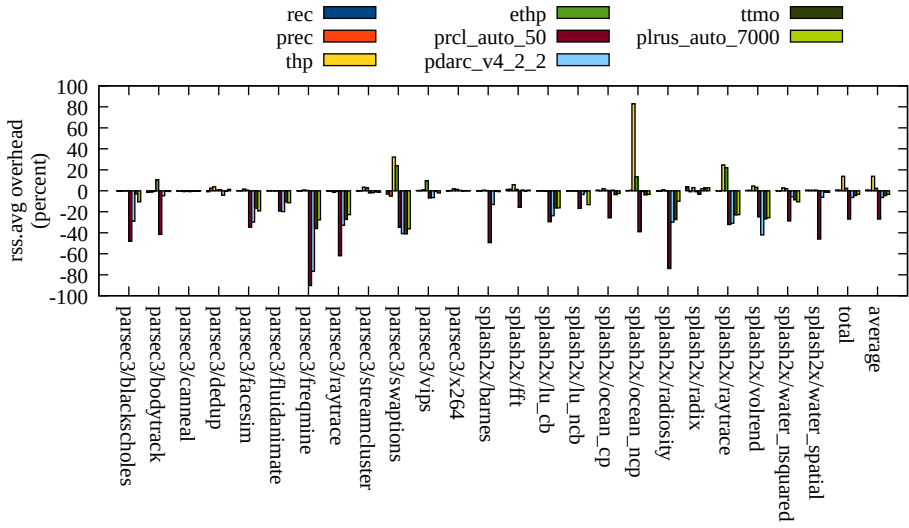 rec
prec
thp
ethp
prcl_auto_50
pdarc_v4_2_2
ttmo
plrus_auto_7000
rss.avg overhead
(percent)
100
80
60
40
20
0
-20
-40
-60
-80
-100
parsec3/blackscholes
parsec3/bodytrack
parsec3/canneal
parsec3/dedup
parsec3/facesim
parsec3/fluidanimate
parsec3/freqmine
parsec3/raytrace
parsec3/streamcluster
parsec3/swaptions
parsec3/vips
parsec3/x264
splash2x/barnes
splash2x/fft
splash2x/lu_cb
splash2x/lu_ncb
splash2x/ocean_cp
splash2x/ocean_ncp
splash2x/radiosity
splash2x/radix
splash2x/raytrace
splash2x/volrend
splash2x/water_nsquared
splash2x/water_spatial
total
average